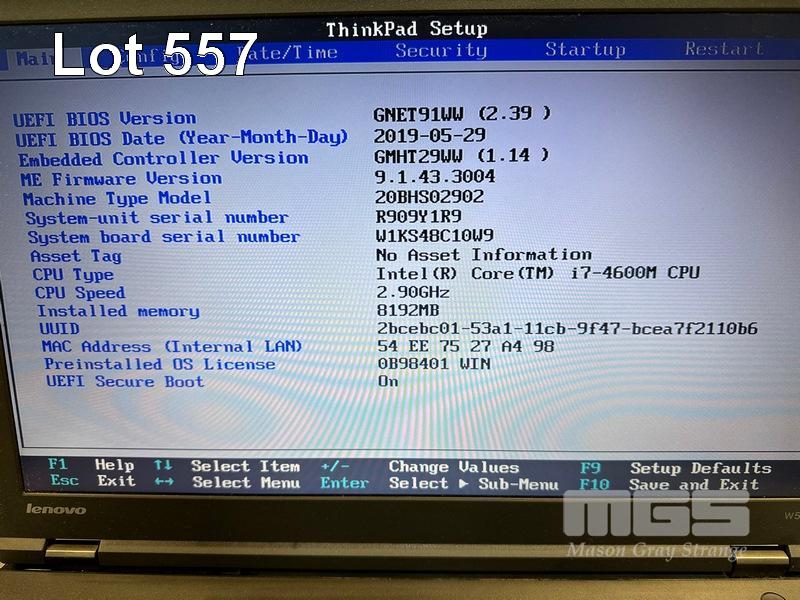 ThinkPad Setup
Lot 557
Main Config Date/Time Security Startup Restart
UEFI BIOS Version GNET91WW (2.39 )
UEFI BIOS Date (Year-Month-Day) 2019-05-29
Embedded Controller Version GMHT29WW (1.14 )
ME Firmware Version 9.1.43.3004
Machine Type Model 20BHS02902
System-unit serial number R909Y1R9
System board serial number W1KS48C10W9
Asset Tag No Asset Information
CPU Type Intel(R) Core(TM) i7-4600M CPU
CPU Speed 2.90GHz
Installed memory 8192MB
UUID 2bcebc01-53a1-11cb-9f47-bcea7f2110b6
MAC Address (Internal LAN) 54 EE 75 27 A4 98
Preinstalled OS License 0B98401 WIN
UEFI Secure Boot On
F1 Help ↑↓ Select Item +/- Change Values F9 Setup Defaults
Esc Exit ←→ Select Menu Enter Select ▶ Sub-Menu F10 Save and Exit
lenovo
MGS
Mason Gray Strange